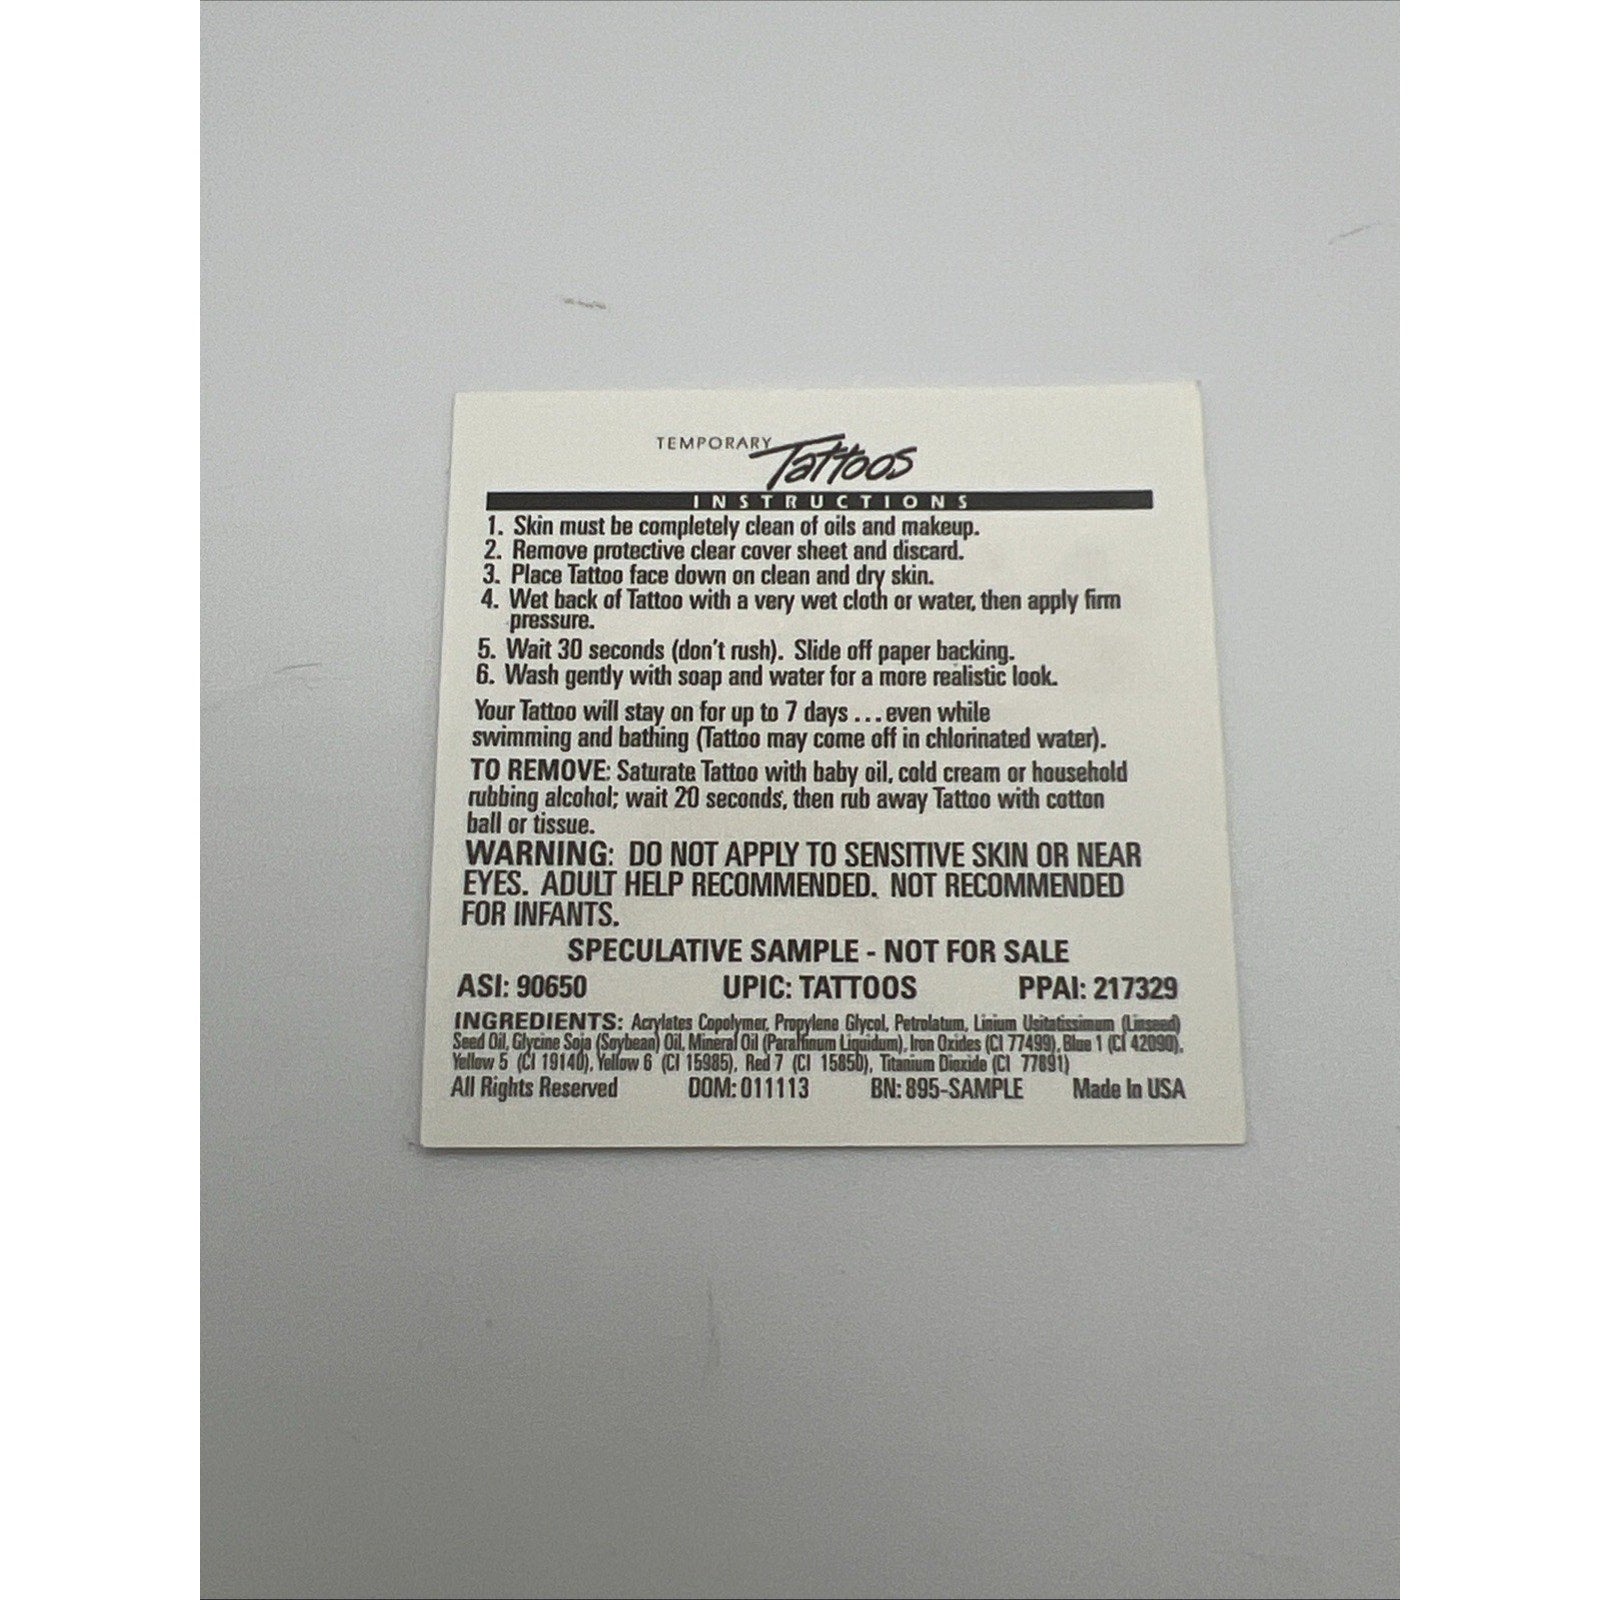 TEMPORARY Tattoos
INSTRUCTIONS
1. Skin must be completely clean of oils and makeup.
2. Remove protective clear cover sheet and discard.
3. Place Tattoo face down on clean and dry skin.
4. Wet back of Tattoo with a very wet cloth or water, then apply firm
pressure.
5. Wait 30 seconds (don't rush). Slide off paper backing.
6. Wash gently with soap and water for a more realistic look.
Your Tattoo will stay on for up to 7 days ... even while
swimming and bathing (Tattoo may come off in chlorinated water).
TO REMOVE: Saturate Tattoo with baby oil, cold cream or household
rubbing alcohol; wait 20 seconds, then rub away Tattoo with cotton
ball or tissue.
WARNING: DO NOT APPLY TO SENSITIVE SKIN OR NEAR
EYES. ADULT HELP RECOMMENDED. NOT RECOMMENDED
FOR INFANTS.
SPECULATIVE SAMPLE - NOT FOR SALE
ASI: 90650 UPIC: TATTOOS PPAI: 217329
INGREDIENTS: Acrylates Copolymer, Propylene Glycol, Petrolatum, Linium Usitatissimum (Linseed)
Seed Oil, Glycine Soja (Soybean) Oil, Mineral Oil (Paraffinum Liquidum), Iron Oxides (CI 77499), Blue 1 (CI 42090),
Yellow 5 (CI 19140), Yellow 6 (CI 15985), Red 7 (CI 15850), Titanium Dioxide (CI 77891)
All Rights Reserved DOM: 011113 BN: 895-SAMPLE Made In USA